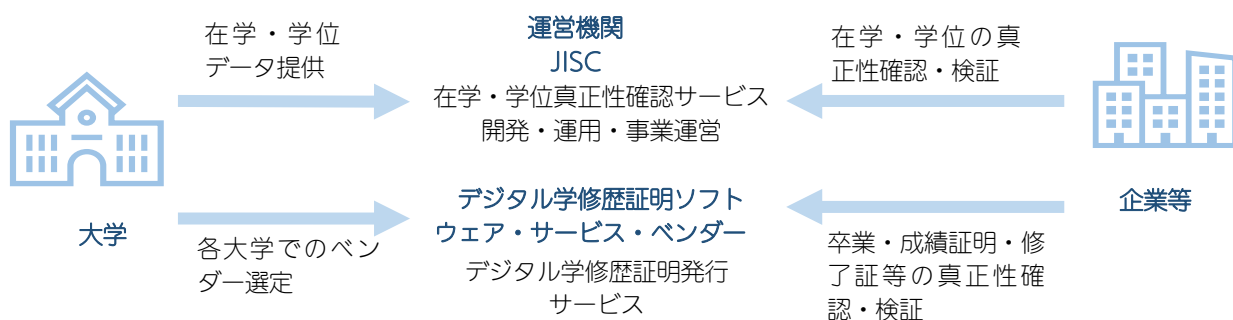 在学・学位
データ提供
運営機関
JISC
在学・学位真正性確認サービス
開発・運用・事業運営
在学・学位の真
正性確認・検証
大学
各大学でのベン
ダー選定
デジタル学修歴証明ソフト
ウェア・サービス・ベンダー
デジタル学修歴証明発行
サービス
企業等
卒業・成績証明・修
了証等の真正性確
認・検証